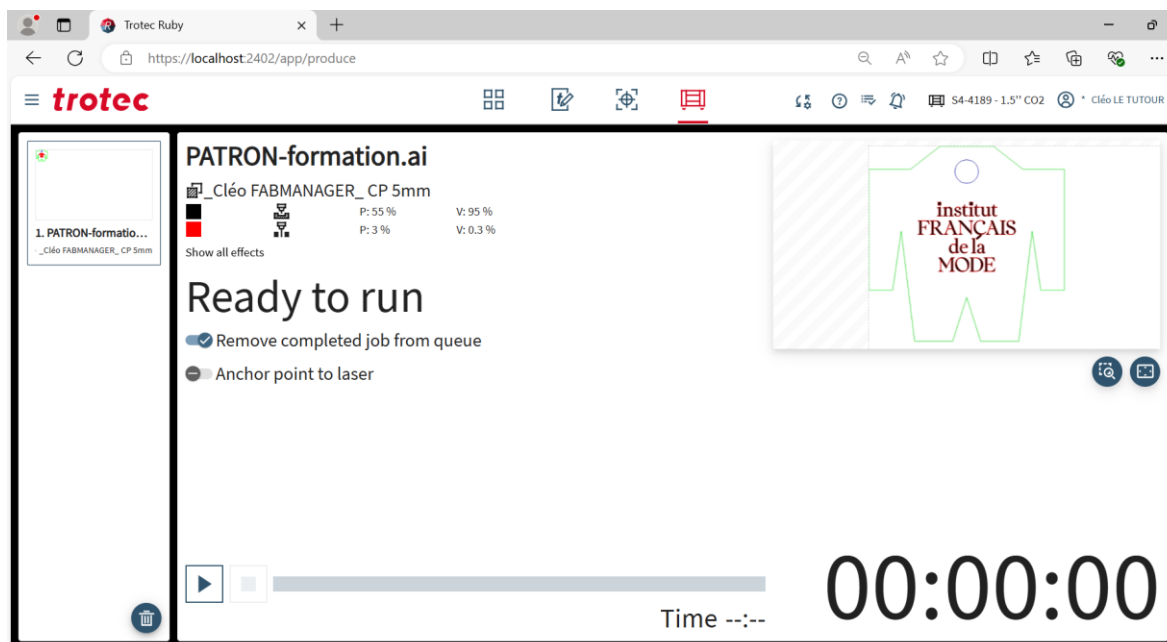 Trotec Ruby
https://localhost:2402/app/produce
trotec
S4-4189 - 1.5'' CO2
* Cléo LE TUTOUR
1. PATRON-formatio...
_Cléo FABMANAGER_ CP 5mm
PATRON-formation.ai
_Cléo FABMANAGER_ CP 5mm
P: 55 % V: 95 %
P: 3 % V: 0.3 %
Show all effects
Ready to run
Remove completed job from queue
Anchor point to laser
institut
FRANÇAIS
de la
MODE
Time --:--
00:00:00